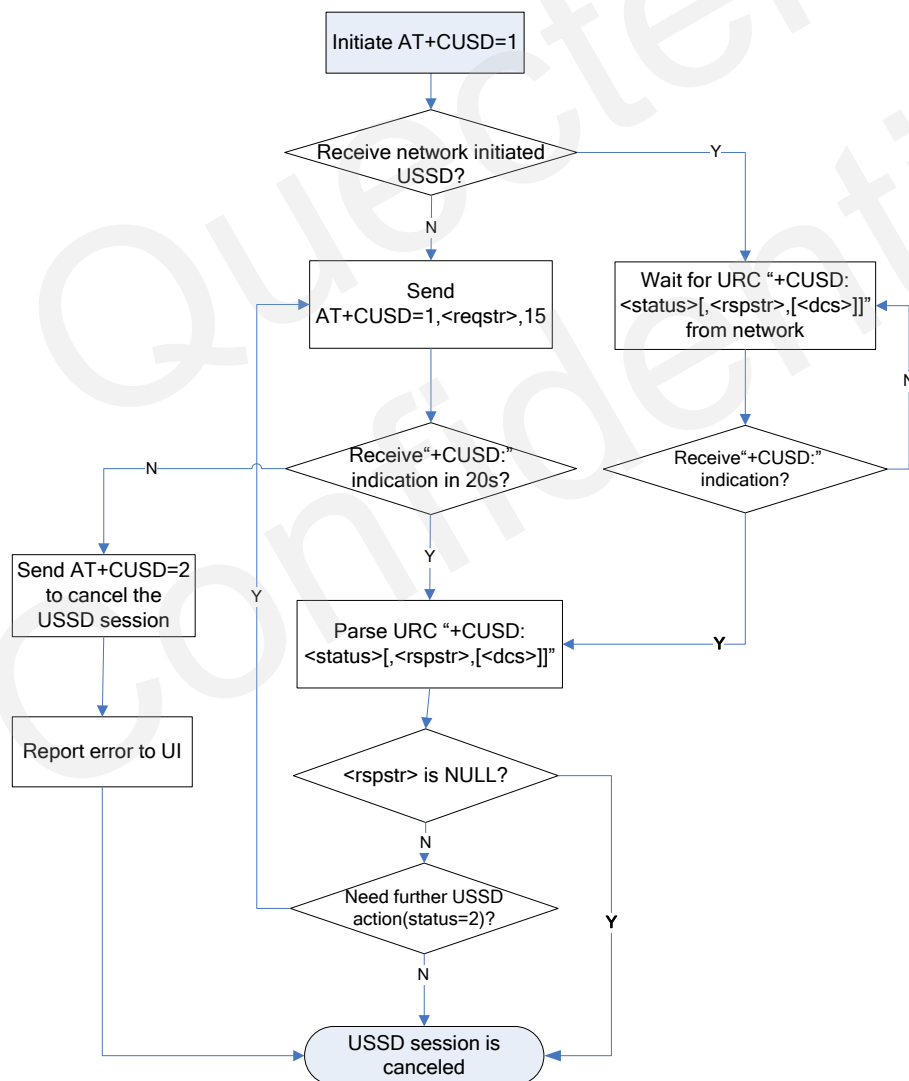 Initiate AT+CUSD=1
Receive network initiated
USSD?
Y
N
Send
AT+CUSD=1,<reqstr>,15
Wait for URC “+CUSD:
<status>[,<rspstr>,[<dcs>]]”
from network
N
Receive“+CUSD:”
indication in 20s?
N
Receive“+CUSD:”
indication?
Y
Send AT+CUSD=2
to cancel the
USSD session
Y
Parse URC “+CUSD:
<status>[,<rspstr>,[<dcs>]]”
Y
Report error to UI
<rspstr> is NULL?
N
Need further USSD
action(status=2)?
Y
N
USSD session is
canceled
Quectel
Confidenti